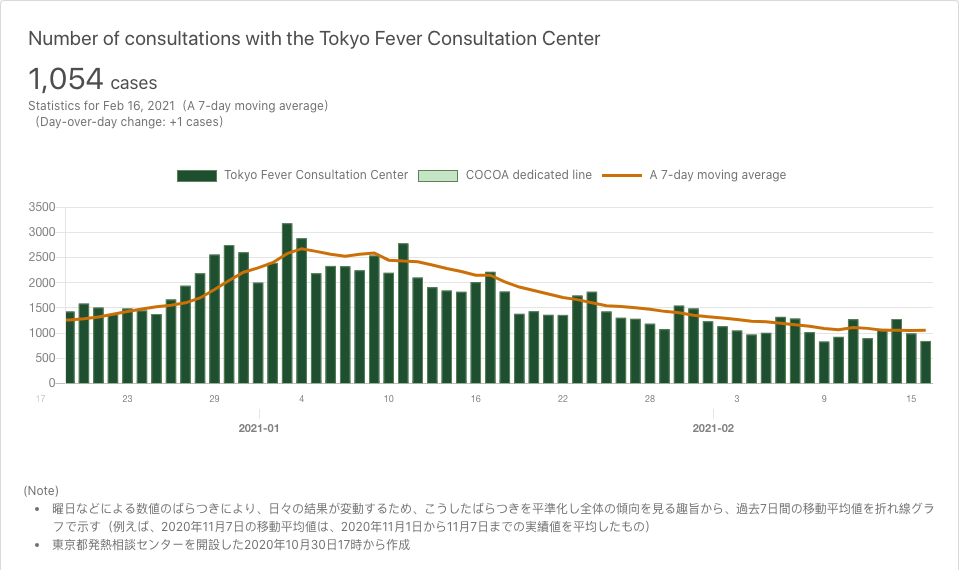 Number of consultations with the Tokyo Fever Consultation Center
1,054 cases
Statistics for Feb 16, 2021（A 7-day moving average）
（Day-over-day change: +1 cases）
Tokyo Fever Consultation Center COCOA dedicated line A 7-day moving average
3500
3000
2500
2000
1500
1000
500
0
17 23 29 4 10 16 22 28 3 9 15
2021-01 2021-02
(Note)
• 曜日などによる数値のばらつきにより、日々の結果が変動するため、こうしたばらつきを平準化し全体の傾向を見る趣旨から、過去7日間の移動平均値を折れ線グラ
フで示す（例えば、2020年11月7日の移動平均値は、2020年11月1日から11月7日までの実績値を平均したもの）
• 東京都発熱相談センターを開設した2020年10月30日17時から作成